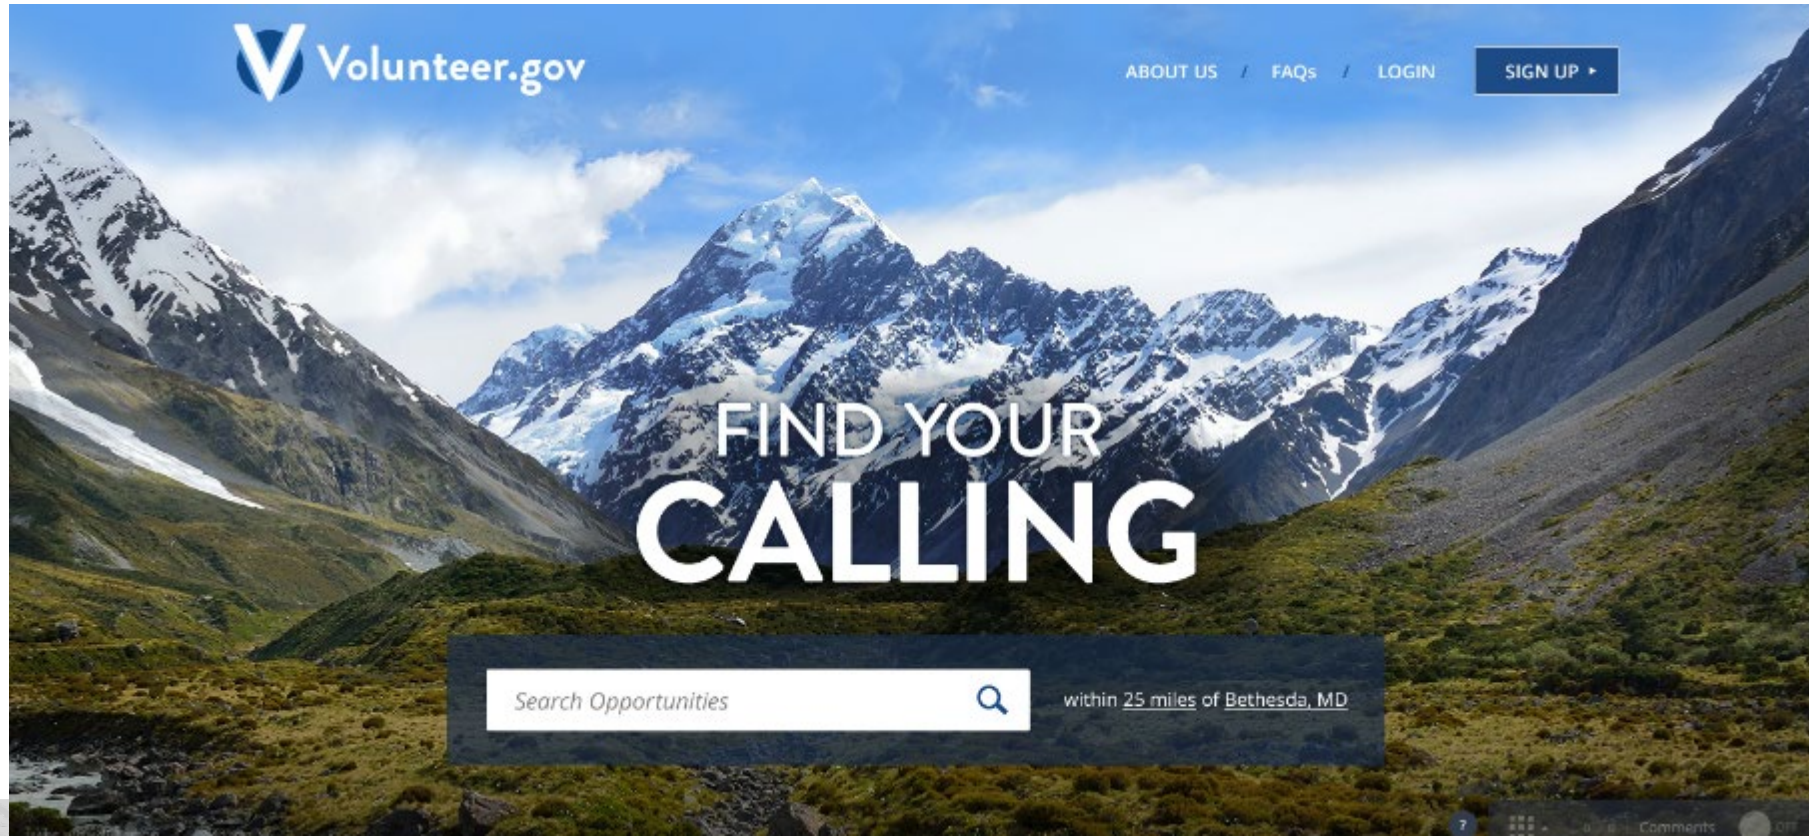 Volunteer.gov
ABOUT US / FAQs / LOGIN
SIGN UP
FIND YOUR
CALLING
Search Opportunities
within 25 miles of Bethesda, MD
? Comments